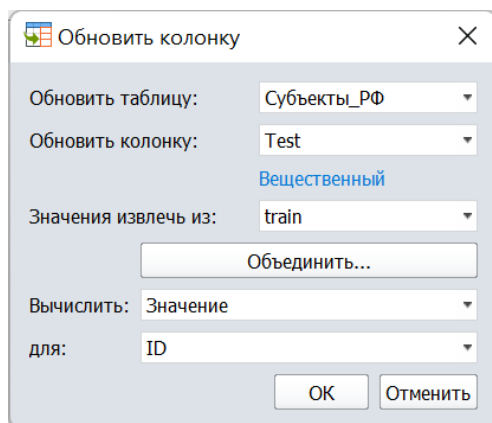 Обновить колонку
Обновить таблицу: Субъекты_РФ
Обновить колонку: Test
Вещественный
Значения извлечь из: train
Объединить...
Вычислить: Значение
для: ID
ОК Отменить